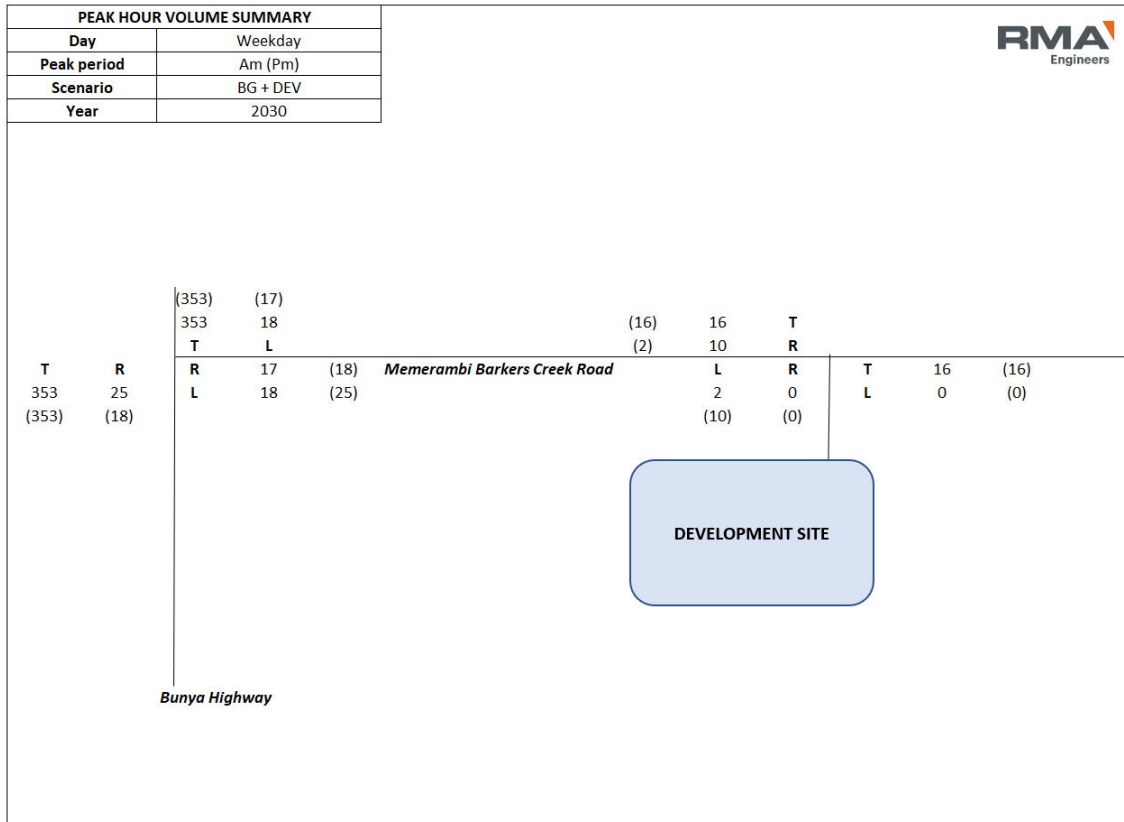 PEAK HOUR VOLUME SUMMARY
Day Weekday
Peak period Am (Pm)
Scenario BG + DEV
Year 2030
RMA
Engineers
(353) (17)
353 18 (16) 16 T
T L (2) 10 R
T R R 17 (18) Memerambi Barkers Creek Road L R T 16 (16)
353 25 L 18 (25) 2 0 L 0 (0)
(353) (18) (10) (0)
DEVELOPMENT SITE
Bunya Highway